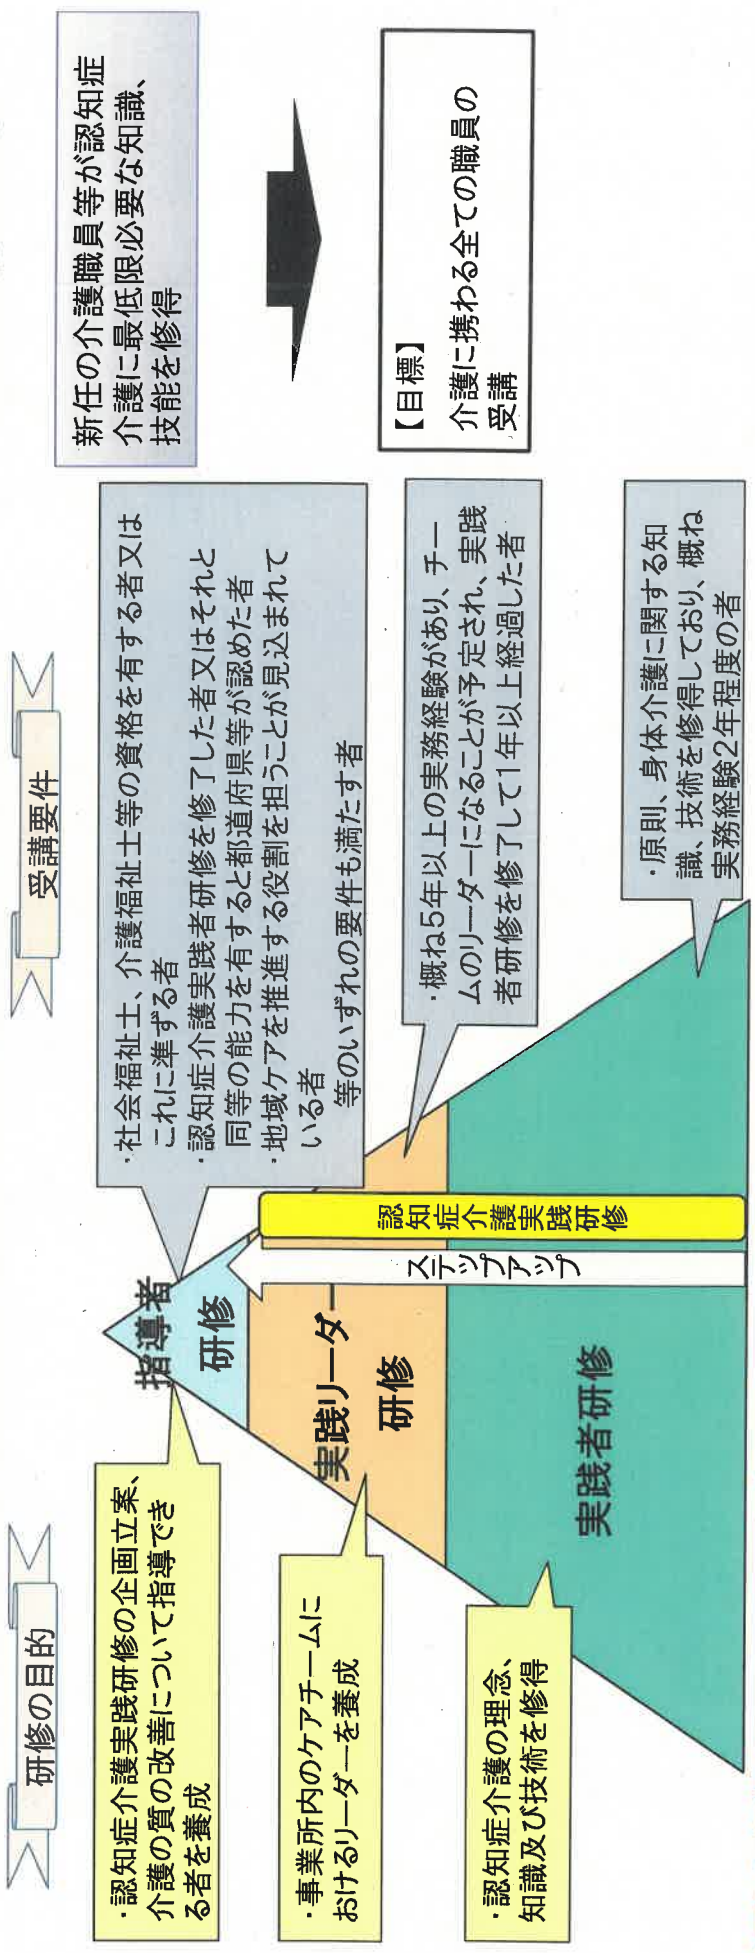 研修の目的
・認知症介護実践研修の企画立案、
介護の質の改善について指導でき
る者を養成
・事業所内のケアチームに
おけるリーダーを養成
・認知症介護の理念、
知識及び技術を修得
指導者
研修
実践リーダー
研修
実践者研修
ステップアップ
認知症介護実践研修
受講要件
・社会福祉士、介護福祉士等の資格を有する者又は
これに準ずる者
・認知症介護実践者研修を修了した者又はそれと
同等の能力を有すると都道府県等が認めた者
・地域ケアを推進する役割を担うことが見込まれて
いる者
等のいずれの要件も満たす者
・概ね5年以上の実務経験があり、チー
ムのリーダーになることが予定され、実践
者研修を修了して1年以上経過した者
・原則、身体介護に関する知
識、技術を修得しており、概ね
実務経験2年程度の者
新任の介護職員等が認知症
介護に最低限必要な知識、
技能を修得
【目標】
介護に携わる全ての職員の
受講